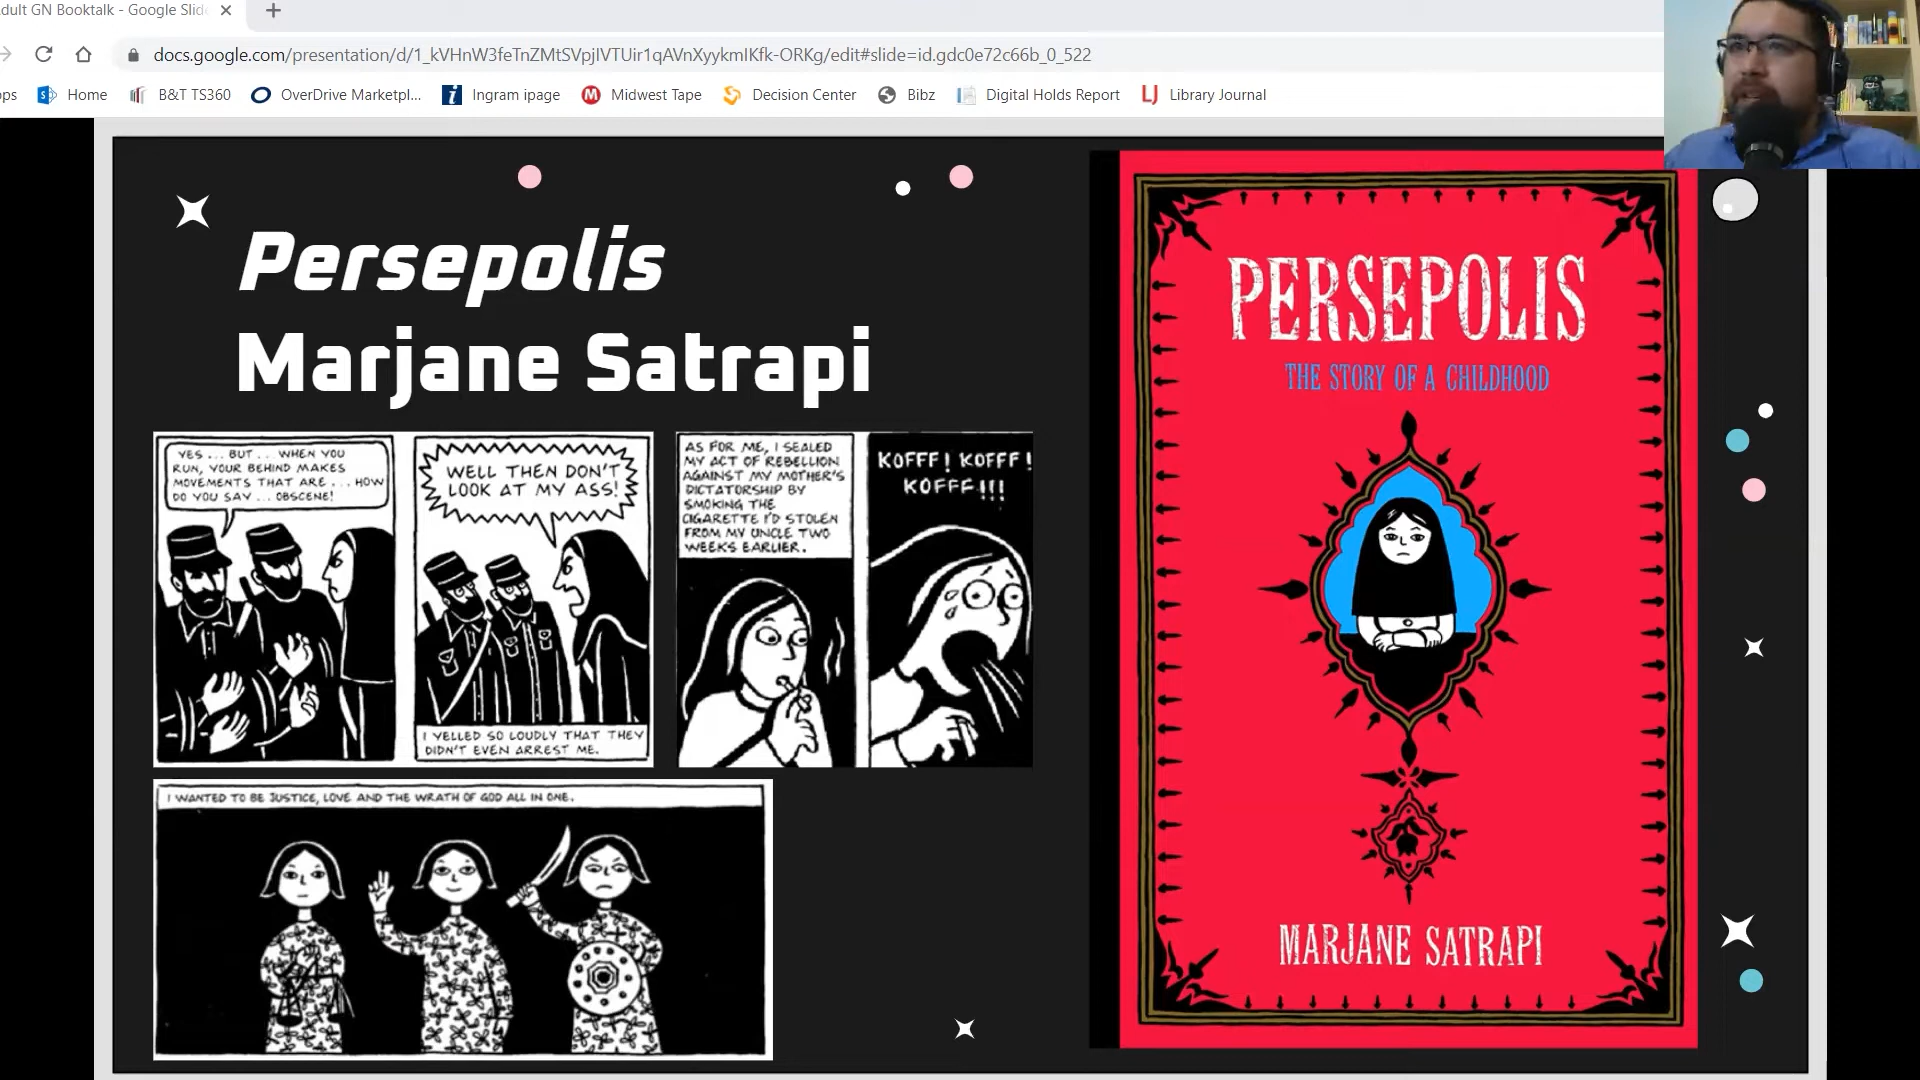 dult GN Booktalk - Google Slid
docs.google.com/presentation/d/1_kVHnW3feTnZMtSVpjIVTUir1qAVnXyykmIKfk-ORKg/edit#slide=id.gdc0e72c66b_0_522
ps Home B&T TS360 OverDrive Marketpl... Ingram ipage Midwest Tape Decision Center Bibz Digital Holds Report LJ Library Journal
Persepolis
Marjane Satrapi
YES ... BUT ... WHEN YOU
RUN, YOUR BEHIND MAKES
MOVEMENTS THAT ARE ... HOW
DO YOU SAY ... OBSCENE!
WELL THEN DON'T
LOOK AT MY ASS!
I YELLED SO LOUDLY THAT THEY
DIDN'T EVEN ARREST ME.
AS FOR ME, I SEALED
MY ACT OF REBELLION
AGAINST MY MOTHER'S
DICTATORSHIP BY
SMOKING THE
CIGARETTE I'D STOLEN
FROM MY UNCLE TWO
WEEKS EARLIER.
KOFFF! KOFFF!
KOFFF!!!
I WANTED TO BE JUSTICE, LOVE AND THE WRATH OF GOD ALL IN ONE.
PERSEPOLIS
THE STORY OF A CHILDHOOD
MARJANE SATRAPI